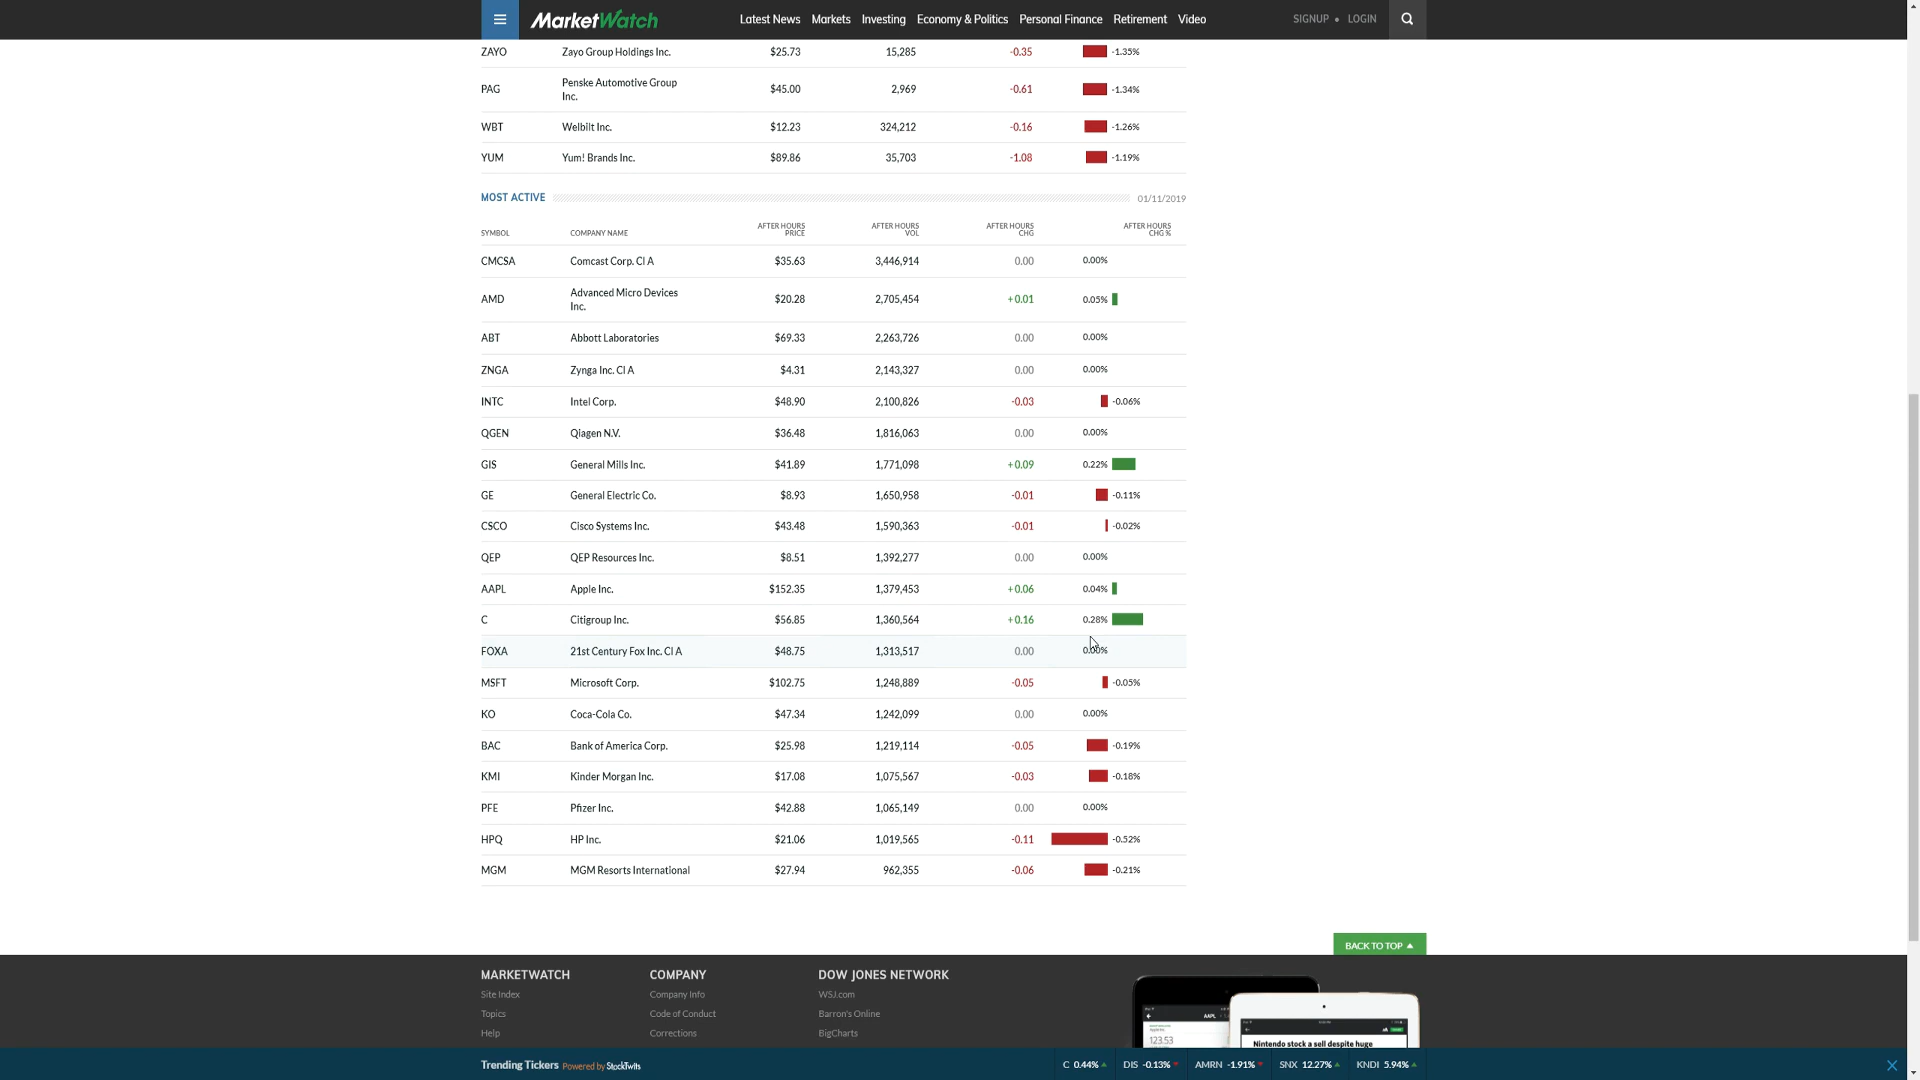 MarketWatch
Latest News Markets Investing Economy & Politics Personal Finance Retirement Video
SIGNUP • LOGIN
ZAYO Zayo Group Holdings Inc. $25.73 15,285 -0.35 -1.35%
PAG Penske Automotive Group Inc. $45.00 2,969 -0.61 -1.34%
WBT Welbilt Inc. $12.23 324,212 -0.16 -1.26%
YUM Yum! Brands Inc. $89.86 35,703 -1.08 -1.19%
MOST ACTIVE 01/11/2019
SYMBOL COMPANY NAME AFTER HOURS PRICE AFTER HOURS VOL AFTER HOURS CHG AFTER HOURS CHG %
CMCSA Comcast Corp. Cl A $35.63 3,446,914 0.00 0.00%
AMD Advanced Micro Devices Inc. $20.28 2,705,454 +0.01 0.05%
ABT Abbott Laboratories $69.33 2,263,726 0.00 0.00%
ZNGA Zynga Inc. Cl A $4.31 2,143,327 0.00 0.00%
INTC Intel Corp. $48.90 2,100,826 -0.03 -0.06%
QGEN Qiagen N.V. $36.48 1,816,063 0.00 0.00%
GIS General Mills Inc. $41.89 1,771,098 +0.09 0.22%
GE General Electric Co. $8.93 1,650,958 -0.01 -0.11%
CSCO Cisco Systems Inc. $43.48 1,590,363 -0.01 -0.02%
QEP QEP Resources Inc. $8.51 1,392,277 0.00 0.00%
AAPL Apple Inc. $152.35 1,379,453 +0.06 0.04%
C Citigroup Inc. $56.85 1,360,564 +0.16 0.28%
FOXA 21st Century Fox Inc. Cl A $48.75 1,313,517 0.00 0.00%
MSFT Microsoft Corp. $102.75 1,248,889 -0.05 -0.05%
KO Coca-Cola Co. $47.34 1,242,099 0.00 0.00%
BAC Bank of America Corp. $25.98 1,219,114 -0.05 -0.19%
KMI Kinder Morgan Inc. $17.08 1,075,567 -0.03 -0.18%
PFE Pfizer Inc. $42.88 1,065,149 0.00 0.00%
HPQ HP Inc. $21.06 1,019,565 -0.11 -0.52%
MGM MGM Resorts International $27.94 962,355 -0.06 -0.21%
BACK TO TOP
MARKETWATCH COMPANY DOW JONES NETWORK
Site Index Company Info WSJ.com
Topics Code of Conduct Barron's Online
Help Corrections BigCharts
AAPL
123.53
Nintendo stock a sell despite huge
Trending Tickers Powered by StockTwits
C 0.44% DIS -0.13% AMRN -1.91% SNX 12.27% KNDI 5.94%